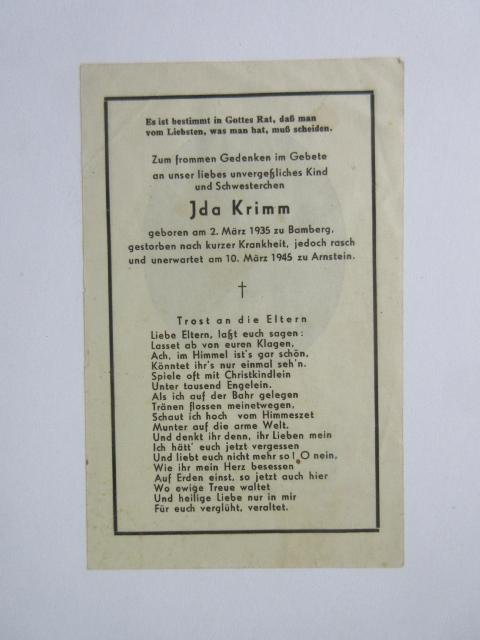 Es ist bestimmt in Gottes Rat, daß man
vom Liebsten, was man hat, muß scheiden.
Zum frommen Gedenken im Gebete
an unser liebes unvergeßliches Kind
und Schwesterchen
Jda Krimm
geboren am 2. März 1935 zu Bamberg,
gestorben nach kurzer Krankheit, jedoch rasch
und unerwartet am 10. März 1945 zu Arnstein.
†
Trost an die Eltern
Liebe Eltern, laßt euch sagen:
Lasset ab von euren Klagen,
Ach, im Himmel ist's gar schön,
Könntet ihr's nur einmal seh'n.
Spiele oft mit Christkindlein
Unter tausend Engelein.
Als ich auf der Bahr gelegen
Tränen flossen meinetwegen,
Schaut ich hoch vom Himmeszet
Munter auf die arme Welt.
Und denkt ihr denn, ihr Lieben mein
Ich hätt' euch jetzt vergessen
Und liebt euch nicht mehr so! O nein,
Wie ihr mein Herz besessen
Auf Erden einst, so jetzt auch hier
Wo ewige Treue waltet
Und heilige Liebe nur in mir
Für euch verglüht, veraltet.